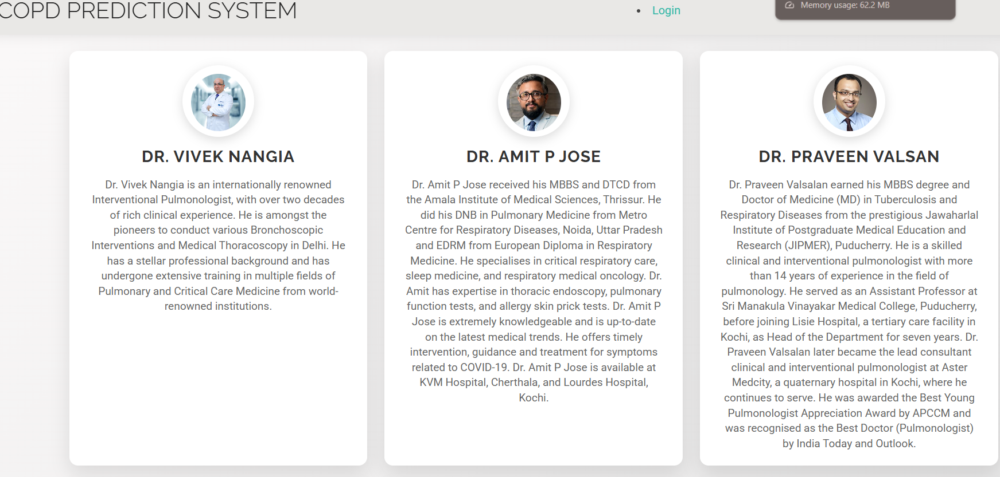 COPD PREDICTION SYSTEM
Login
Memory usage: 62.2 MB
DR. VIVEK NANGIA
Dr. Vivek Nangia is an internationally renowned
Interventional Pulmonologist, with over two decades
of rich clinical experience. He is amongst the
pioneers to conduct various Bronchoscopic
Interventions and Medical Thoracoscopy in Delhi. He
has a stellar professional background and has
undergone extensive training in multiple fields of
Pulmonary and Critical Care Medicine from world-
renowned institutions.
DR. AMIT P JOSE
Dr. Amit P Jose received his MBBS and DTCD from
the Amala Institute of Medical Sciences, Thrissur. He
did his DNB in Pulmonary Medicine from Metro
Centre for Respiratory Diseases, Noida, Uttar Pradesh
and EDRM from European Diploma in Respiratory
Medicine. He specialises in critical respiratory care,
sleep medicine, and respiratory medical oncology. Dr.
Amit has expertise in thoracic endoscopy, pulmonary
function tests, and allergy skin prick tests. Dr. Amit P
Jose is extremely knowledgeable and is up-to-date
on the latest medical trends. He offers timely
intervention, guidance and treatment for symptoms
related to COVID-19. Dr. Amit P Jose is available at
KVM Hospital, Cherthala, and Lourdes Hospital,
Kochi.
DR. PRAVEEN VALSAN
Dr. Praveen Valsalan earned his MBBS degree and
Doctor of Medicine (MD) in Tuberculosis and
Respiratory Diseases from the prestigious Jawaharlal
Institute of Postgraduate Medical Education and
Research (JIPMER), Puducherry. He is a skilled
clinical and interventional pulmonologist with more
than 14 years of experience in the field of
pulmonology. He served as an Assistant Professor at
Sri Manakula Vinayakar Medical College, Puducherry,
before joining Lisie Hospital, a tertiary care facility in
Kochi, as Head of the Department for seven years. Dr.
Praveen Valsalan later became the lead consultant
clinical and interventional pulmonologist at Aster
Medcity, a quaternary hospital in Kochi, where he
continues to serve. He was awarded the Best Young
Pulmonologist Appreciation Award by APCCM and
was recognised as the Best Doctor (Pulmonologist)
by India Today and Outlook.